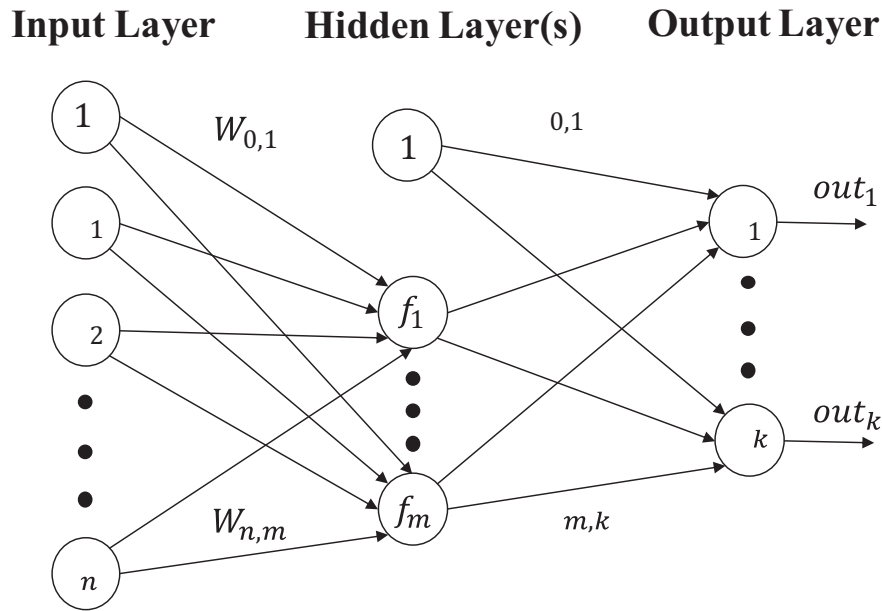 Input Layer Hidden Layer(s) Output Layer
1
W₀,₁
1
0,1
1
1
out₁
f₁
2
k
outₖ
fₘ
Wₙ,ₘ
m,k
n